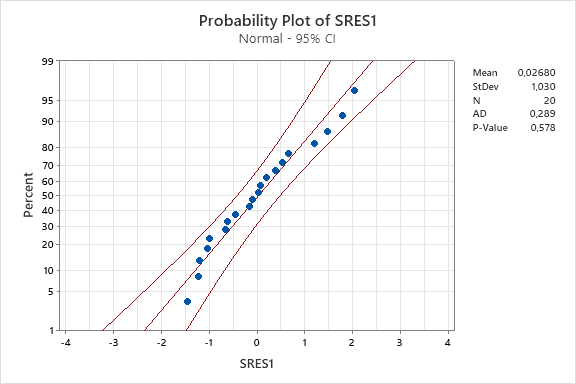 Probability Plot of SRES1
Normal - 95% CI
Mean 0,02680
StDev 1,030
N 20
AD 0,289
P-Value 0,578
Percent
99
95
90
80
70
60
50
40
30
20
10
5
1
-4 -3 -2 -1 0 1 2 3 4
SRES1